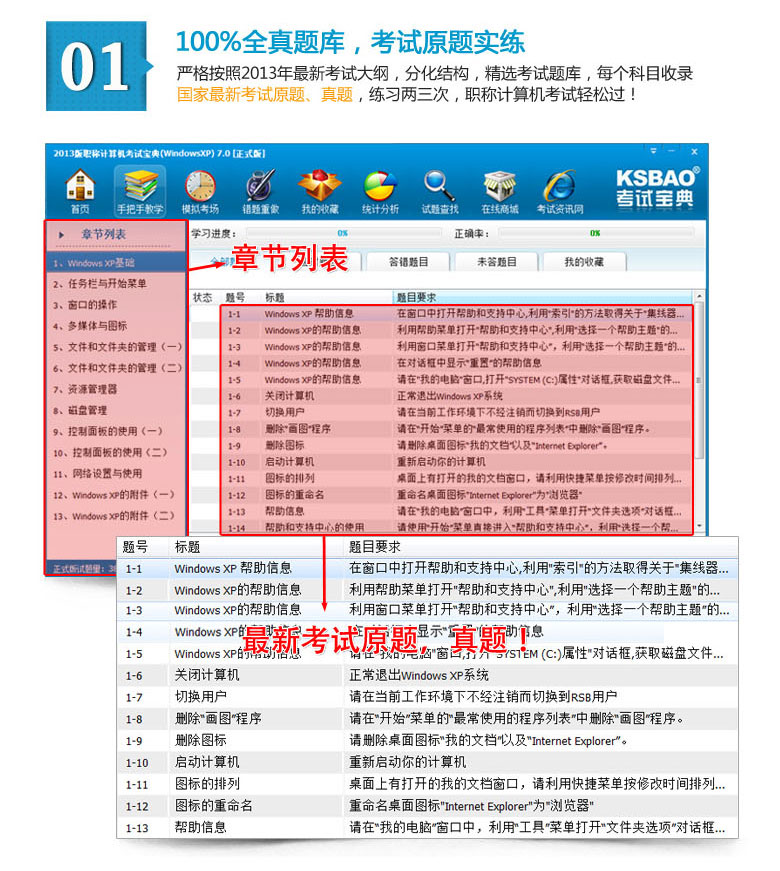 01
100%全真题库，考试原题实练
严格按照2013年最新考试大纲，分化结构，精选考试题库，每个科目收录
国家最新考试原题、真题，练习两三次，职称计算机考试轻松过！
2013版职称计算机考试宝典(WindowsXP) 7.0 [正式版]
首页 手把手教学 模拟考场 错题重做 我的收藏 统计分析 试题查找 在线商城 考试资讯网
KSBAO®
考试宝典
章节列表
学习进度： 0% 正确率： 0%
章节列表
答错题目 未答题目 我的收藏
状态 题号 标题 题目要求
1、Windows XP基础
2、任务栏与开始菜单
3、窗口的操作
4、多媒体与图标
5、文件和文件夹的管理（一）
6、文件和文件夹的管理（二）
7、资源管理器
8、磁盘管理
9、控制面板的使用（一）
10、控制面板的使用（二）
11、网络设置与使用
12、Windows XP的附件（一）
13、Windows XP的附件（二）
正式版试题量：
1-1 Windows XP 帮助信息 在窗口中打开帮助和支持中心,利用"索引"的方法取得关于"集线器...
1-2 Windows XP的帮助信息 利用帮助菜单打开"帮助和支持中心",利用"选择一个帮助主题"的...
1-3 Windows XP的帮助信息 利用窗口菜单打开"帮助和支持中心"，利用"选择一个帮助主题"的...
1-4 Windows XP的帮助信息 在对话框中显示"重置"的帮助信息
1-5 Windows XP的帮助信息 请在"我的电脑"窗口,打开"SYSTEM (C:)属性"对话框,获取磁盘文件...
1-6 关闭计算机 正常退出Windows XP系统
1-7 切换用户 请在当前工作环境下不经注销而切换到RSB用户
1-8 删除"画图"程序 请在"开始"菜单的"最常使用的程序列表"中删除"画图"程序。
1-9 删除图标 请删除桌面图标"我的文档"以及"Internet Explorer"。
1-10 启动计算机 重新启动你的计算机
1-11 图标的排列 桌面上有打开的我的文档窗口，请利用快捷菜单按修改时间排列...
1-12 图标的重命名 重命名桌面图标"Internet Explorer"为"浏览器"
1-13 帮助信息 请在"我的电脑"窗口中，利用"工具"菜单打开"文件夹选项"对话框...
1-14 帮助和支持中心的使用 请使用"开始"菜单直接进入"帮助和支持中心"，利用"选择一个帮...
题号 标题 题目要求
1-1 Windows XP 帮助信息 在窗口中打开帮助和支持中心,利用"索引"的方法取得关于"集线器...
1-2 Windows XP的帮助信息 利用帮助菜单打开"帮助和支持中心",利用"选择一个帮助主题"的...
1-3 Windows XP的帮助信息 利用窗口菜单打开"帮助和支持中心"，利用"选择一个帮助主题"的...
1-4 Windows XP的帮助信息 显示"重置"的帮助信息
最新考试原题，真题！
1-5 Windows XP的帮助信息 请在"我的电脑"窗口,打开"SYSTEM (C:)属性"对话框,获取磁盘文件...
1-6 关闭计算机 正常退出Windows XP系统
1-7 切换用户 请在当前工作环境下不经注销而切换到RSB用户
1-8 删除"画图"程序 请在"开始"菜单的"最常使用的程序列表"中删除"画图"程序。
1-9 删除图标 请删除桌面图标"我的文档"以及"Internet Explorer"。
1-10 启动计算机 重新启动你的计算机
1-11 图标的排列 桌面上有打开的我的文档窗口，请利用快捷菜单按修改时间排列...
1-12 图标的重命名 重命名桌面图标"Internet Explorer"为"浏览器"
1-13 帮助信息 请在"我的电脑"窗口中，利用"工具"菜单打开"文件夹选项"对话框...